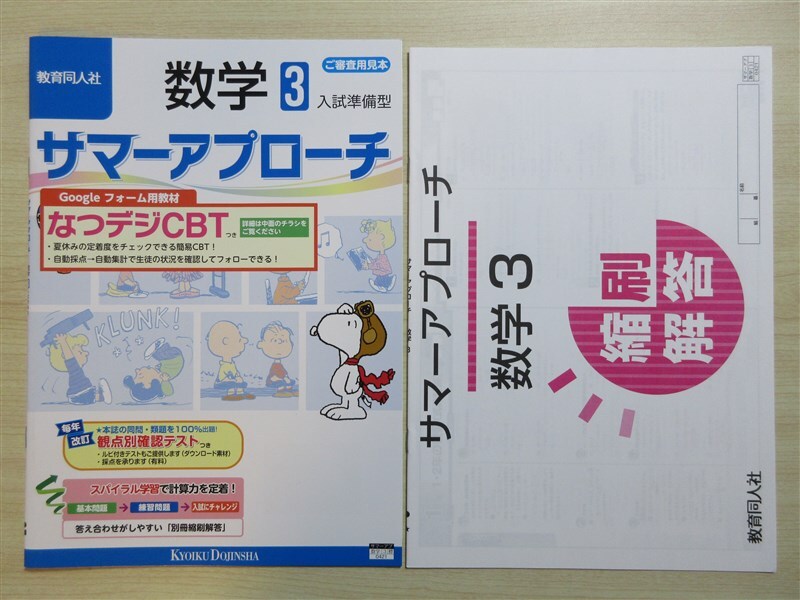 教育同人社
数学 3
ご審査用見本
入試準備型
サマーアプローチ
Google フォーム用教材
なつデジCBTつき
詳細は中面のチラシを
ご覧ください
・夏休みの定着度をチェックできる簡易CBT！
・自動採点→自動集計で生徒の状況を確認してフォローできる！
KLUNK!
毎年
改訂
★本誌の同問・類題を100%出題！
観点別確認テストつき
・ルビ付きテストもご提供します（ダウンロード素材）
・採点を承ります（有料）
スパイラル学習で計算力を定着！
基本問題 → 練習問題 → 入試にチャレンジ
答え合わせがしやすい「別冊縮刷解答」
KYOIKU DOJINSHA
サマーアプローチ
数学3
縮刷
解答
教育同人社